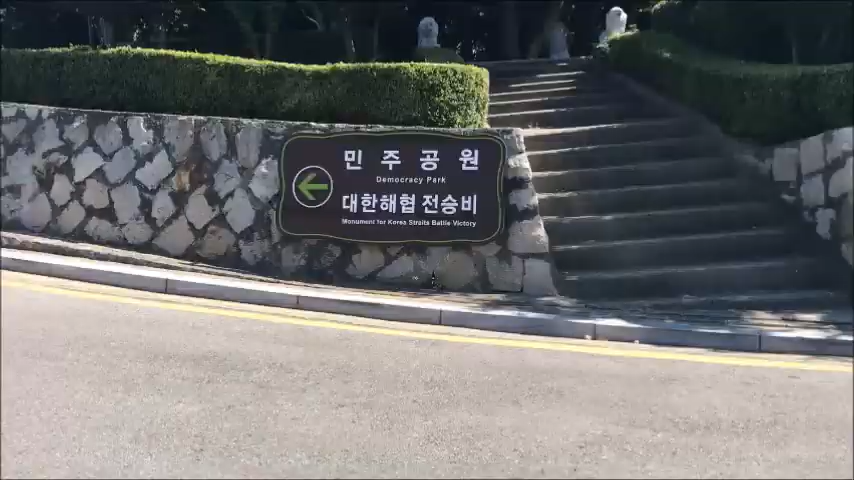 민주공원
Democracy Park
대한해협 전승비
Monument for Korea Straits Battle Victory